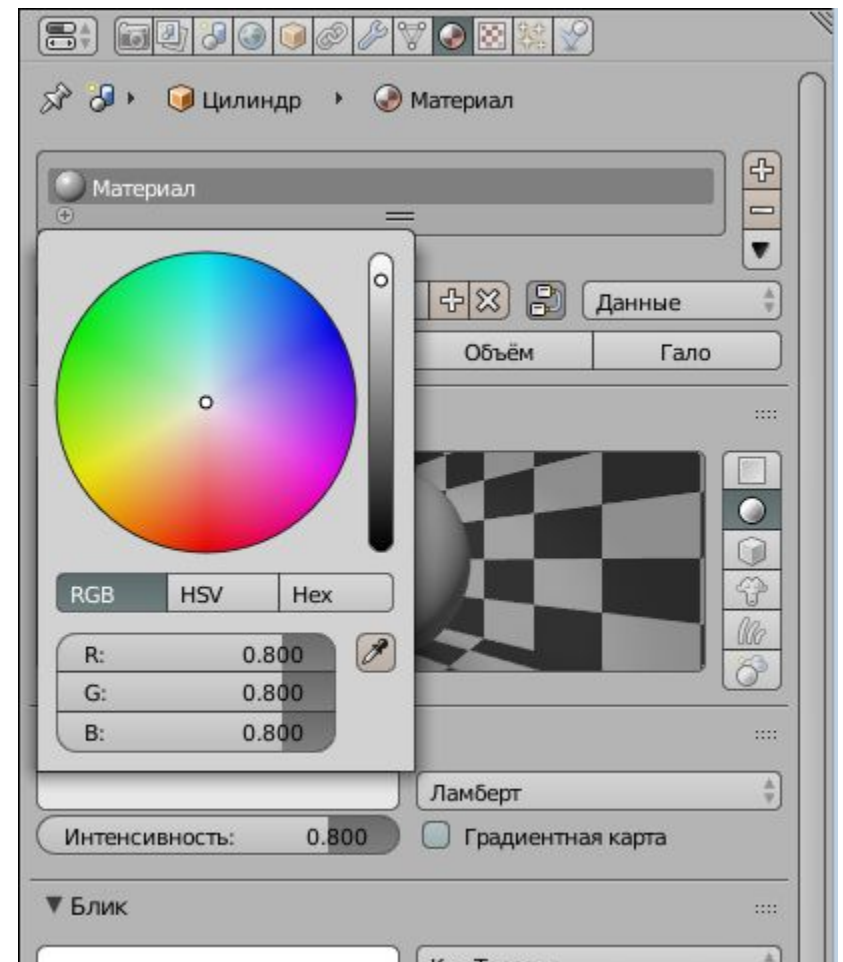 Цилиндр Материал
Материал
Данные
Объём Гало
RGB HSV Hex
R: 0.800
G: 0.800
B: 0.800
Ламберт
Интенсивность: 0.800 Градиентная карта
Блик